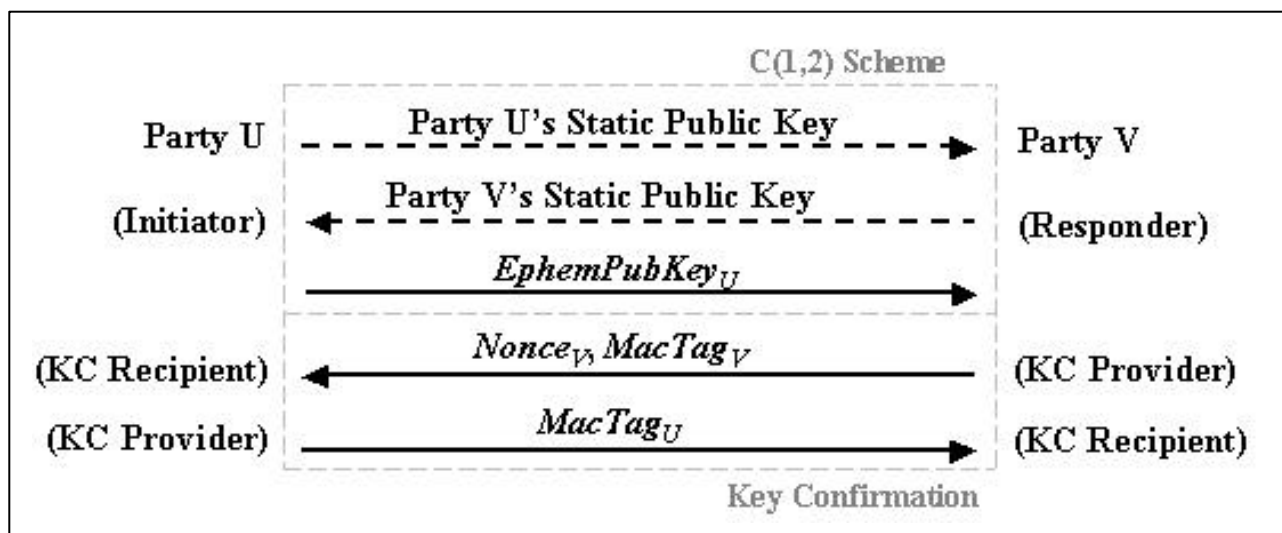 C(1,2) Scheme
Party U
Party U's Static Public Key
Party V
(Initiator)
Party V's Static Public Key
(Responder)
EphemPubKeyU
(KC Recipient)
NonceV, MacTagV
(KC Provider)
(KC Provider)
MacTagU
(KC Recipient)
Key Confirmation